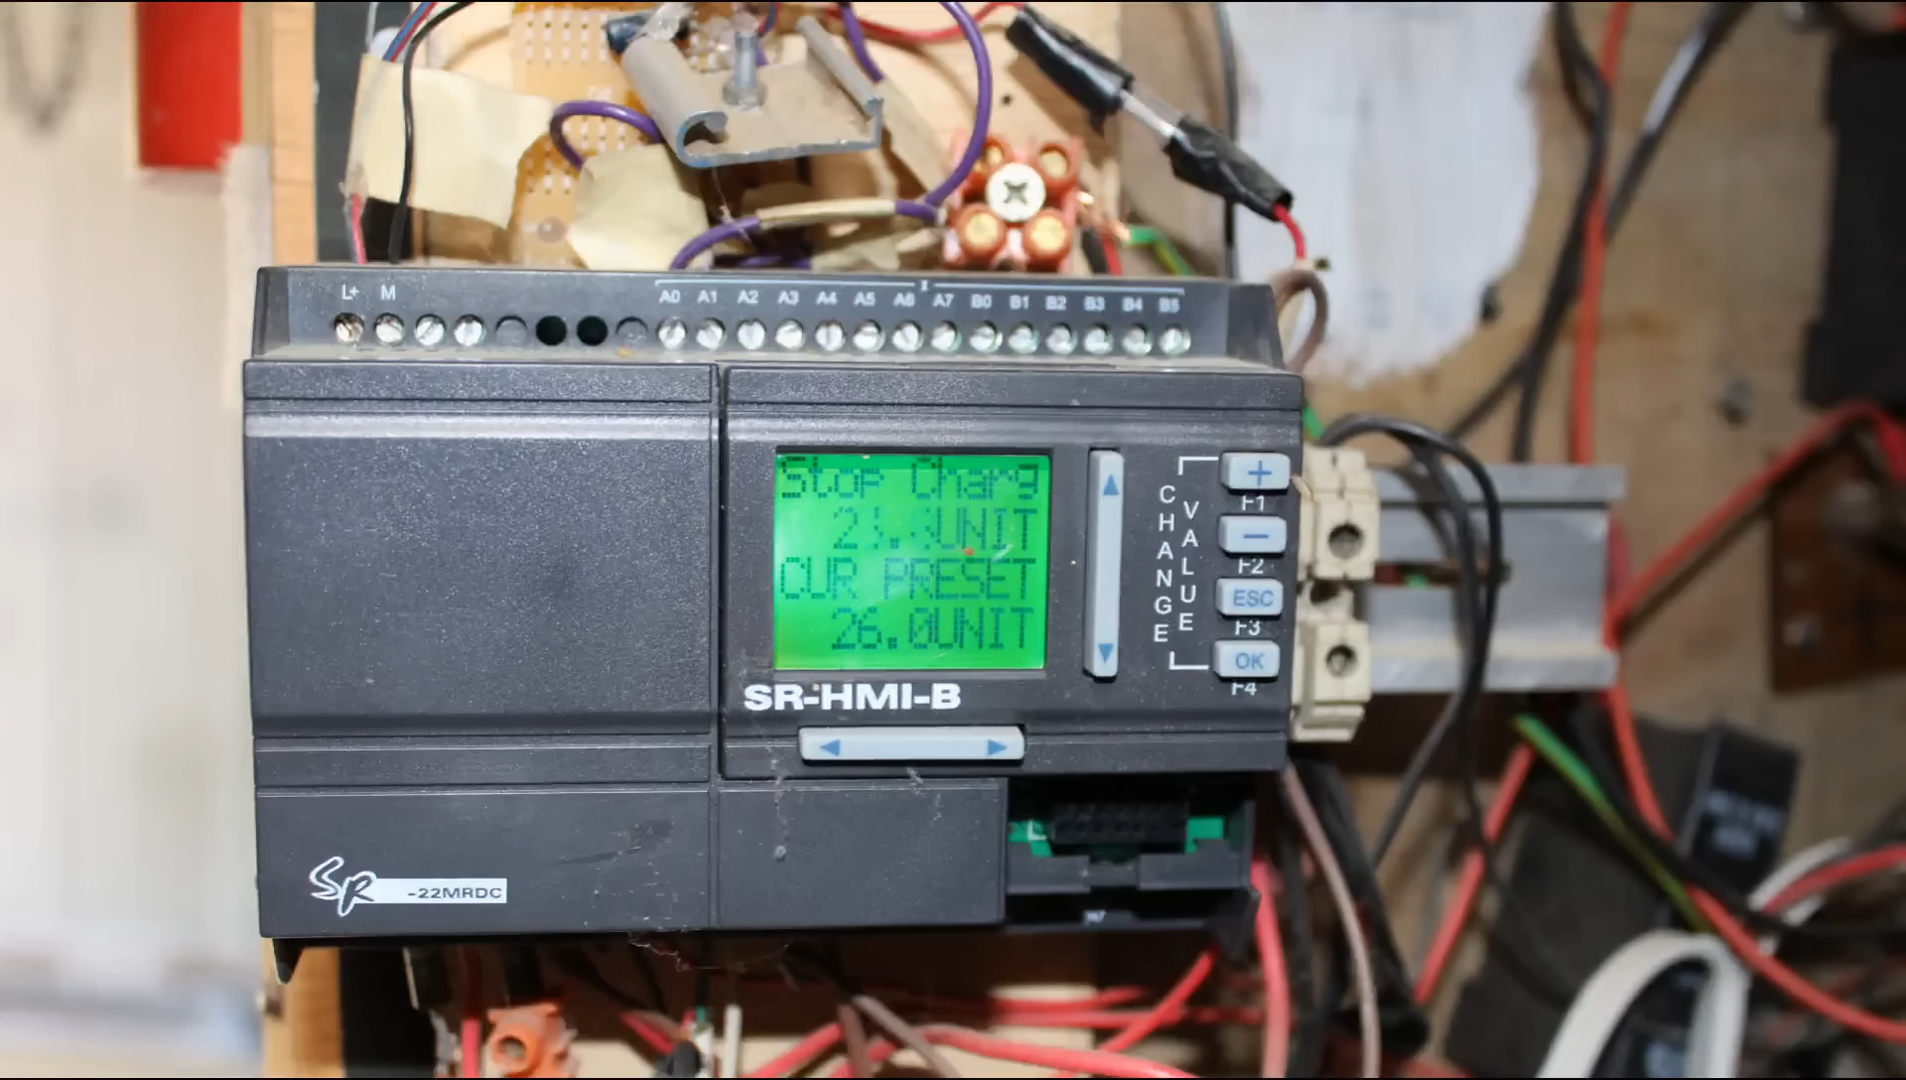 L+ M
A0 A1 A2 A3 A4 A5 A6 A7 B0 B1 B2 B3 B4 B5
Stop Charg
UNIT
CUR PRESET
26.0UNIT
CHANGE
VALUE
+
F1
−
F2
ESC
F3
OK
F4
SR-HMI-B
SR -22MRDC